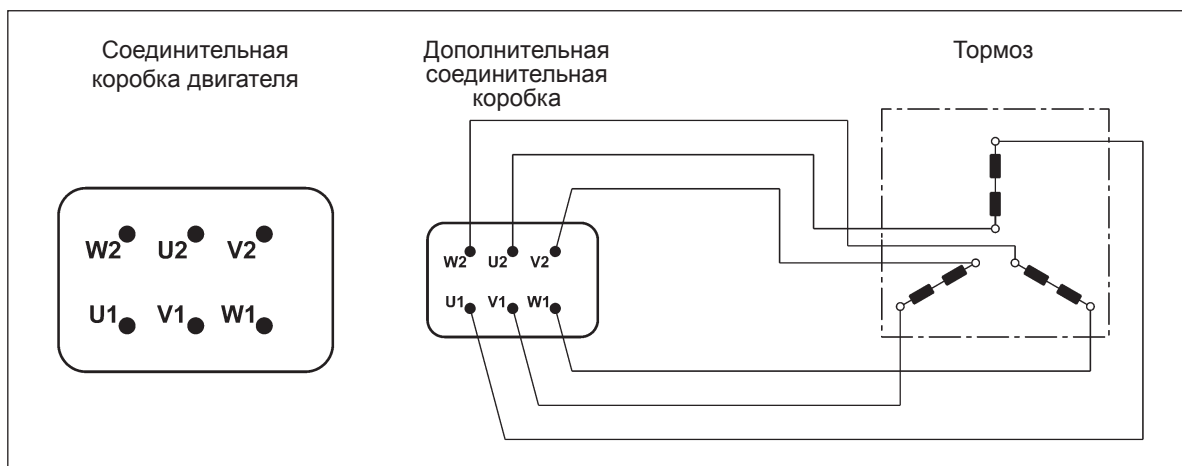 Соединительная
коробка двигателя
Дополнительная
соединительная
коробка
Тормоз
W2 U2 V2
U1 V1 W1
W2 U2 V2
U1 V1 W1